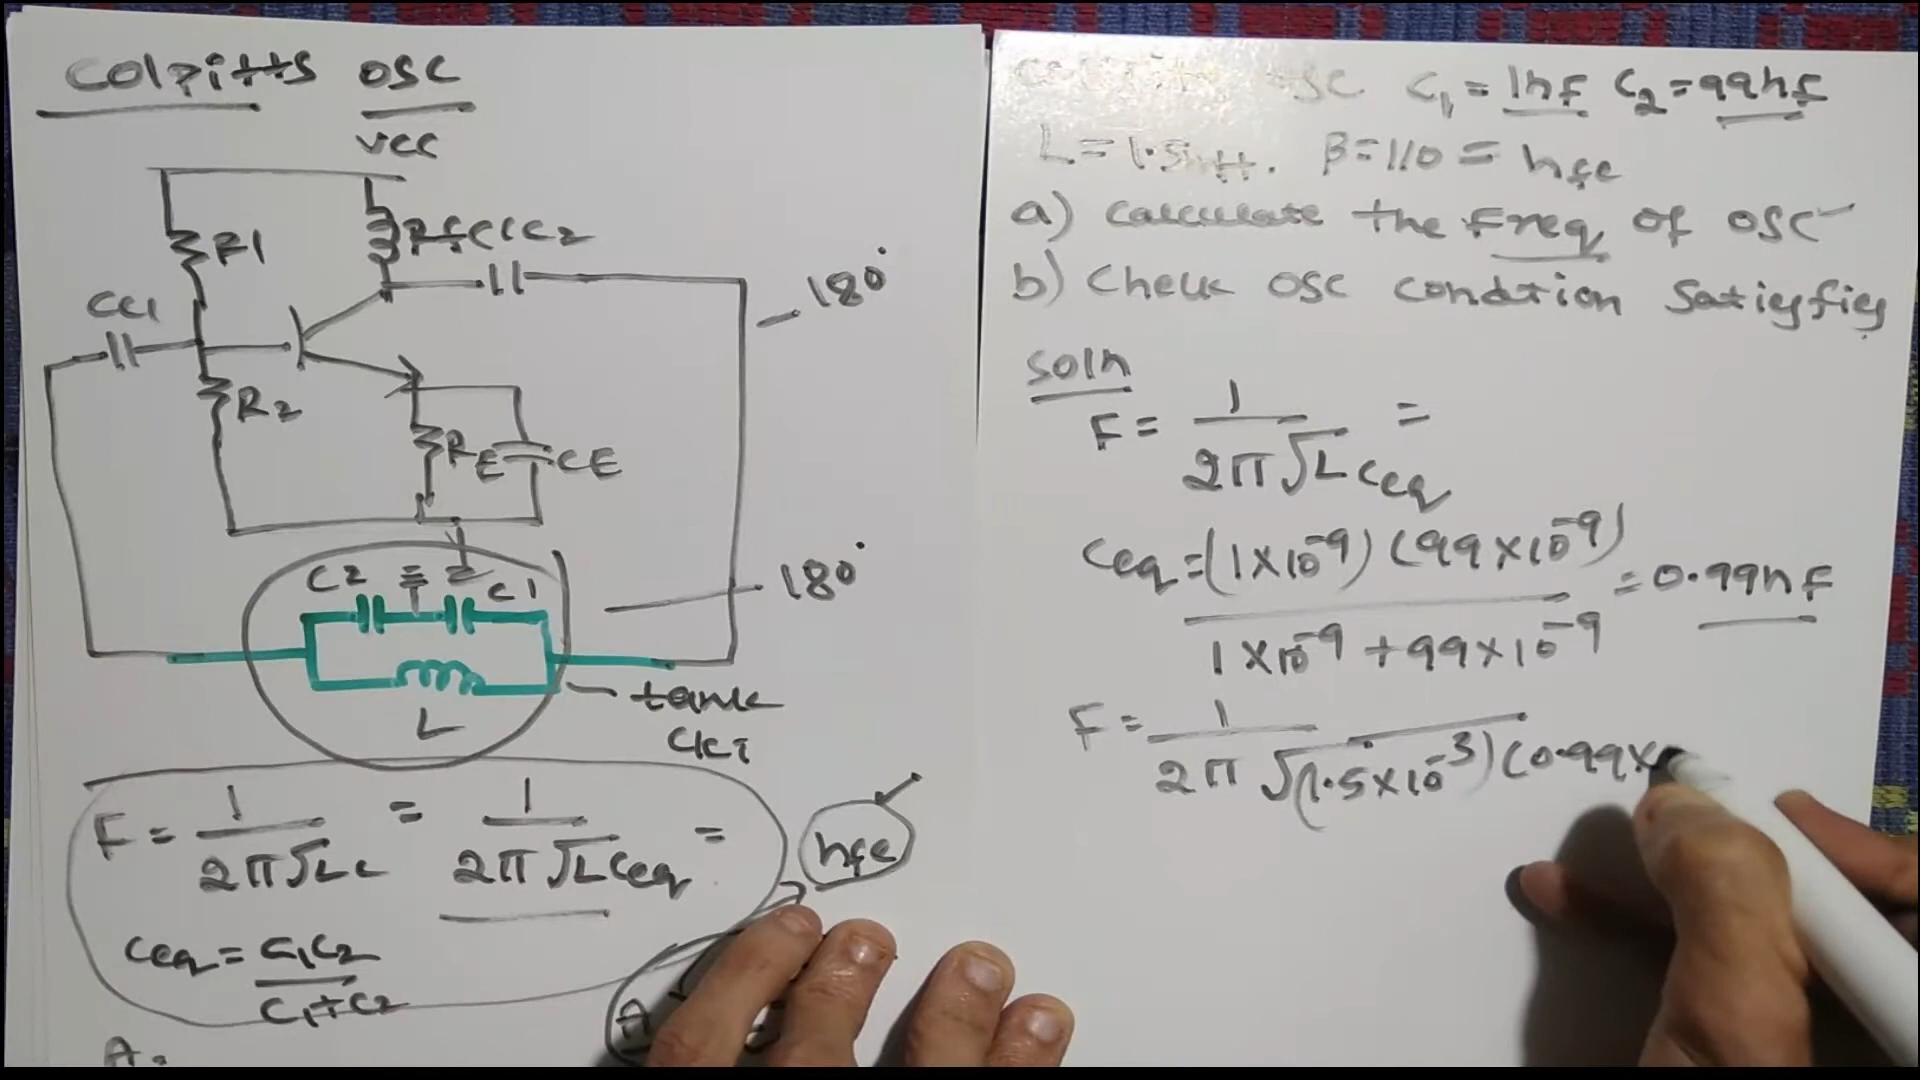 Colpitts osc
VCC
R1
RFC
CC2
CC1
180°
R2
RE
CE
180°
C2
C1
L
tank
CKT
F = 1/2π√LC = 1/2π√LCeq =
hfe
Ceq = C1C2/C1+C2
A
A =
osc C1 = 1nF C2 = 99nF
L = 1.5mH. β = 110 = hfe
a) Calculate the Freq of osc
b) Check osc condtion Satisfies
Soln
F = 1/2π√LCeq =
Ceq = (1×10⁻⁹)(99×10⁻⁹)/1×10⁻⁹+99×10⁻⁹ = 0.99nF
F = 1/2π√(1.5×10⁻³)(0.99×